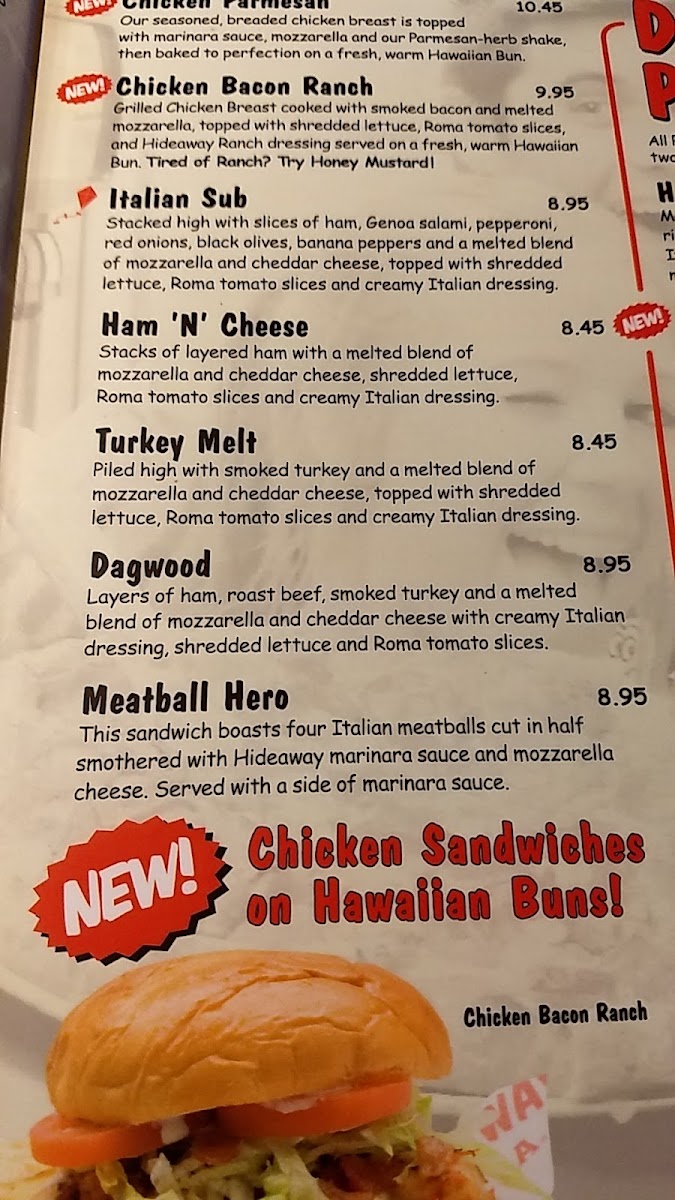 NEW! Chicken Parmesan 10.45
Our seasoned, breaded chicken breast is topped
with marinara sauce, mozzarella and our Parmesan-herb shake,
then baked to perfection on a fresh, warm Hawaiian Bun.
NEW! Chicken Bacon Ranch 9.95
Grilled Chicken Breast cooked with smoked bacon and melted
mozzarella, topped with shredded lettuce, Roma tomato slices,
and Hideaway Ranch dressing served on a fresh, warm Hawaiian
Bun. Tired of Ranch? Try Honey Mustard!
Italian Sub 8.95
Stacked high with slices of ham, Genoa salami, pepperoni,
red onions, black olives, banana peppers and a melted blend
of mozzarella and cheddar cheese, topped with shredded
lettuce, Roma tomato slices and creamy Italian dressing.
Ham 'N' Cheese 8.45
Stacks of layered ham with a melted blend of
mozzarella and cheddar cheese, shredded lettuce,
Roma tomato slices and creamy Italian dressing.
Turkey Melt 8.45
Piled high with smoked turkey and a melted blend of
mozzarella and cheddar cheese, topped with shredded
lettuce, Roma tomato slices and creamy Italian dressing.
Dagwood 8.95
Layers of ham, roast beef, smoked turkey and a melted
blend of mozzarella and cheddar cheese with creamy Italian
dressing, shredded lettuce and Roma tomato slices.
Meatball Hero 8.95
This sandwich boasts four Italian meatballs cut in half
smothered with Hideaway marinara sauce and mozzarella
cheese. Served with a side of marinara sauce.
NEW!
Chicken Sandwiches
on Hawaiian Buns!
Chicken Bacon Ranch
All
NEW!